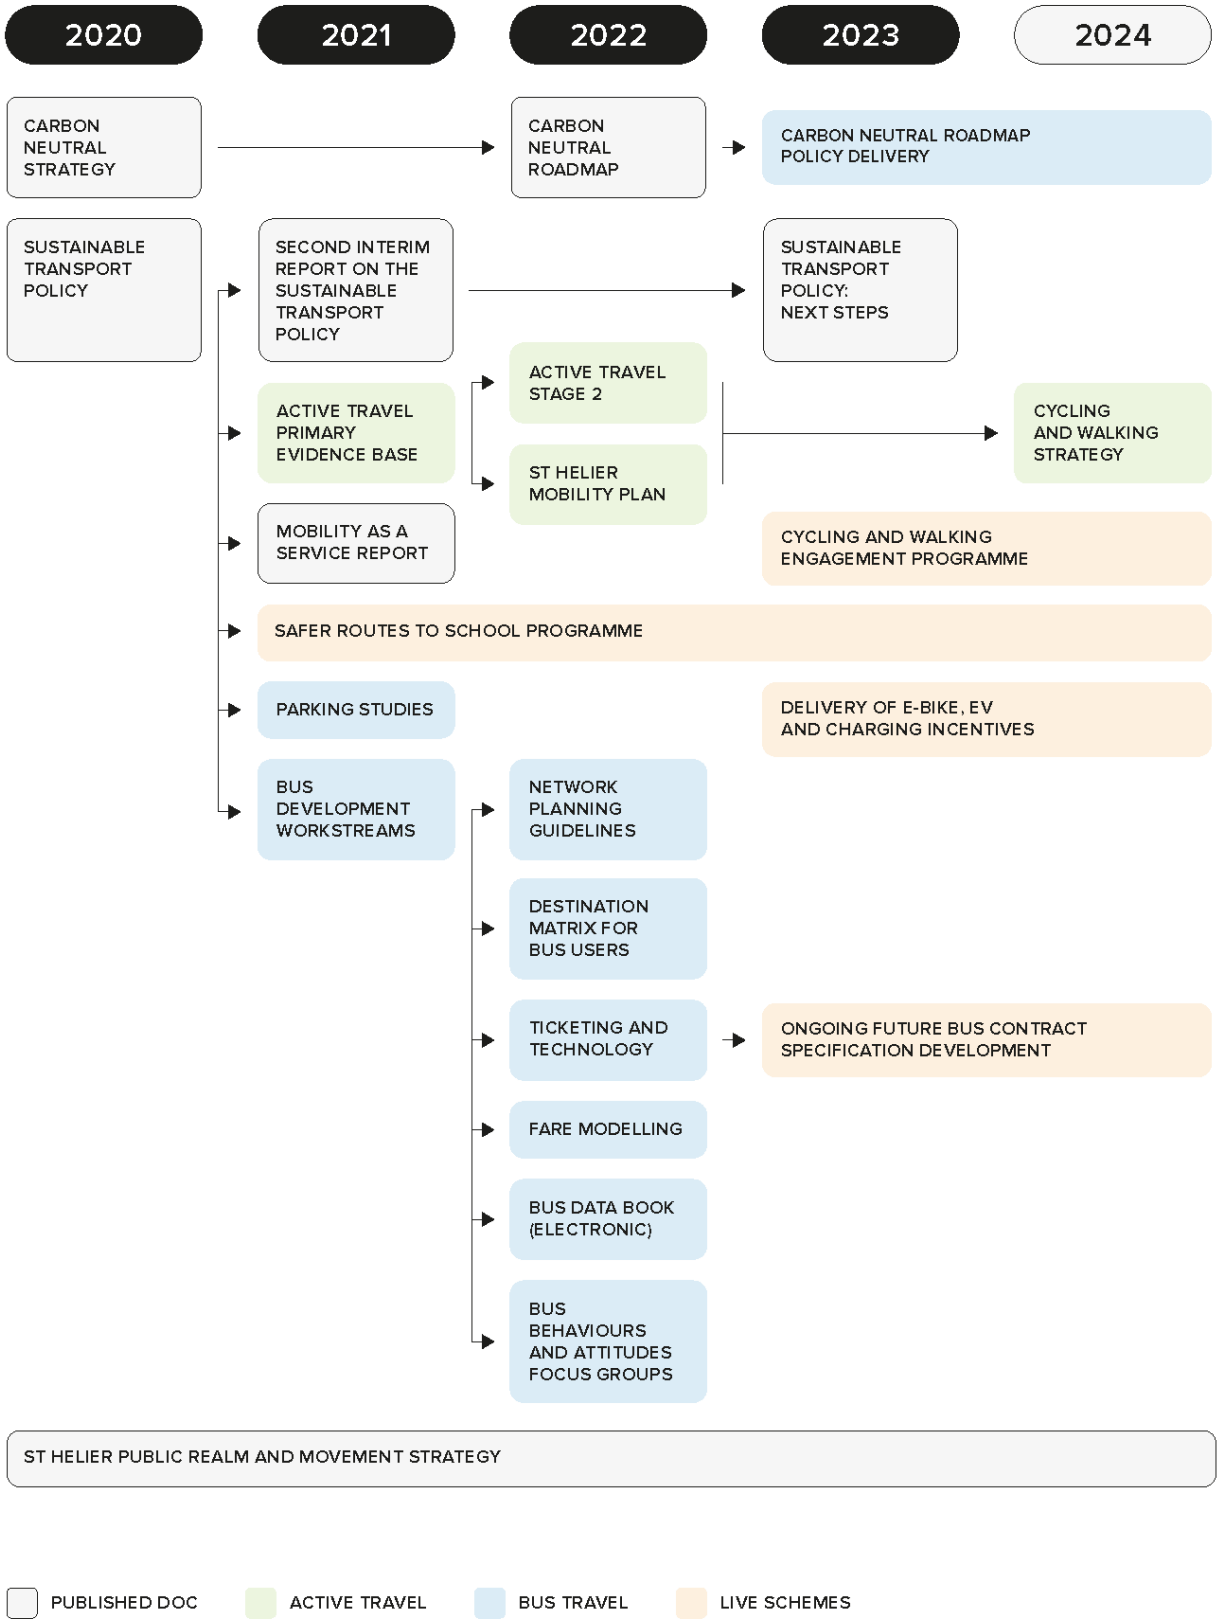 2020 2021 2022 2023 2024
CARBON
NEUTRAL
STRATEGY
CARBON
NEUTRAL
ROADMAP
CARBON NEUTRAL ROADMAP
POLICY DELIVERY
SUSTAINABLE
TRANSPORT
POLICY
SECOND INTERIM
REPORT ON THE
SUSTAINABLE
TRANSPORT
POLICY
SUSTAINABLE
TRANSPORT
POLICY:
NEXT STEPS
ACTIVE TRAVEL
PRIMARY
EVIDENCE BASE
ACTIVE TRAVEL
STAGE 2
ST HELIER
MOBILITY PLAN
CYCLING
AND WALKING
STRATEGY
MOBILITY AS A
SERVICE REPORT
CYCLING AND WALKING
ENGAGEMENT PROGRAMME
SAFER ROUTES TO SCHOOL PROGRAMME
PARKING STUDIES
DELIVERY OF E-BIKE, EV
AND CHARGING INCENTIVES
BUS
DEVELOPMENT
WORKSTREAMS
NETWORK
PLANNING
GUIDELINES
DESTINATION
MATRIX FOR
BUS USERS
TICKETING AND
TECHNOLOGY
ONGOING FUTURE BUS CONTRACT
SPECIFICATION DEVELOPMENT
FARE MODELLING
BUS DATA BOOK
(ELECTRONIC)
BUS
BEHAVIOURS
AND ATTITUDES
FOCUS GROUPS
ST HELIER PUBLIC REALM AND MOVEMENT STRATEGY
PUBLISHED DOC ACTIVE TRAVEL BUS TRAVEL LIVE SCHEMES